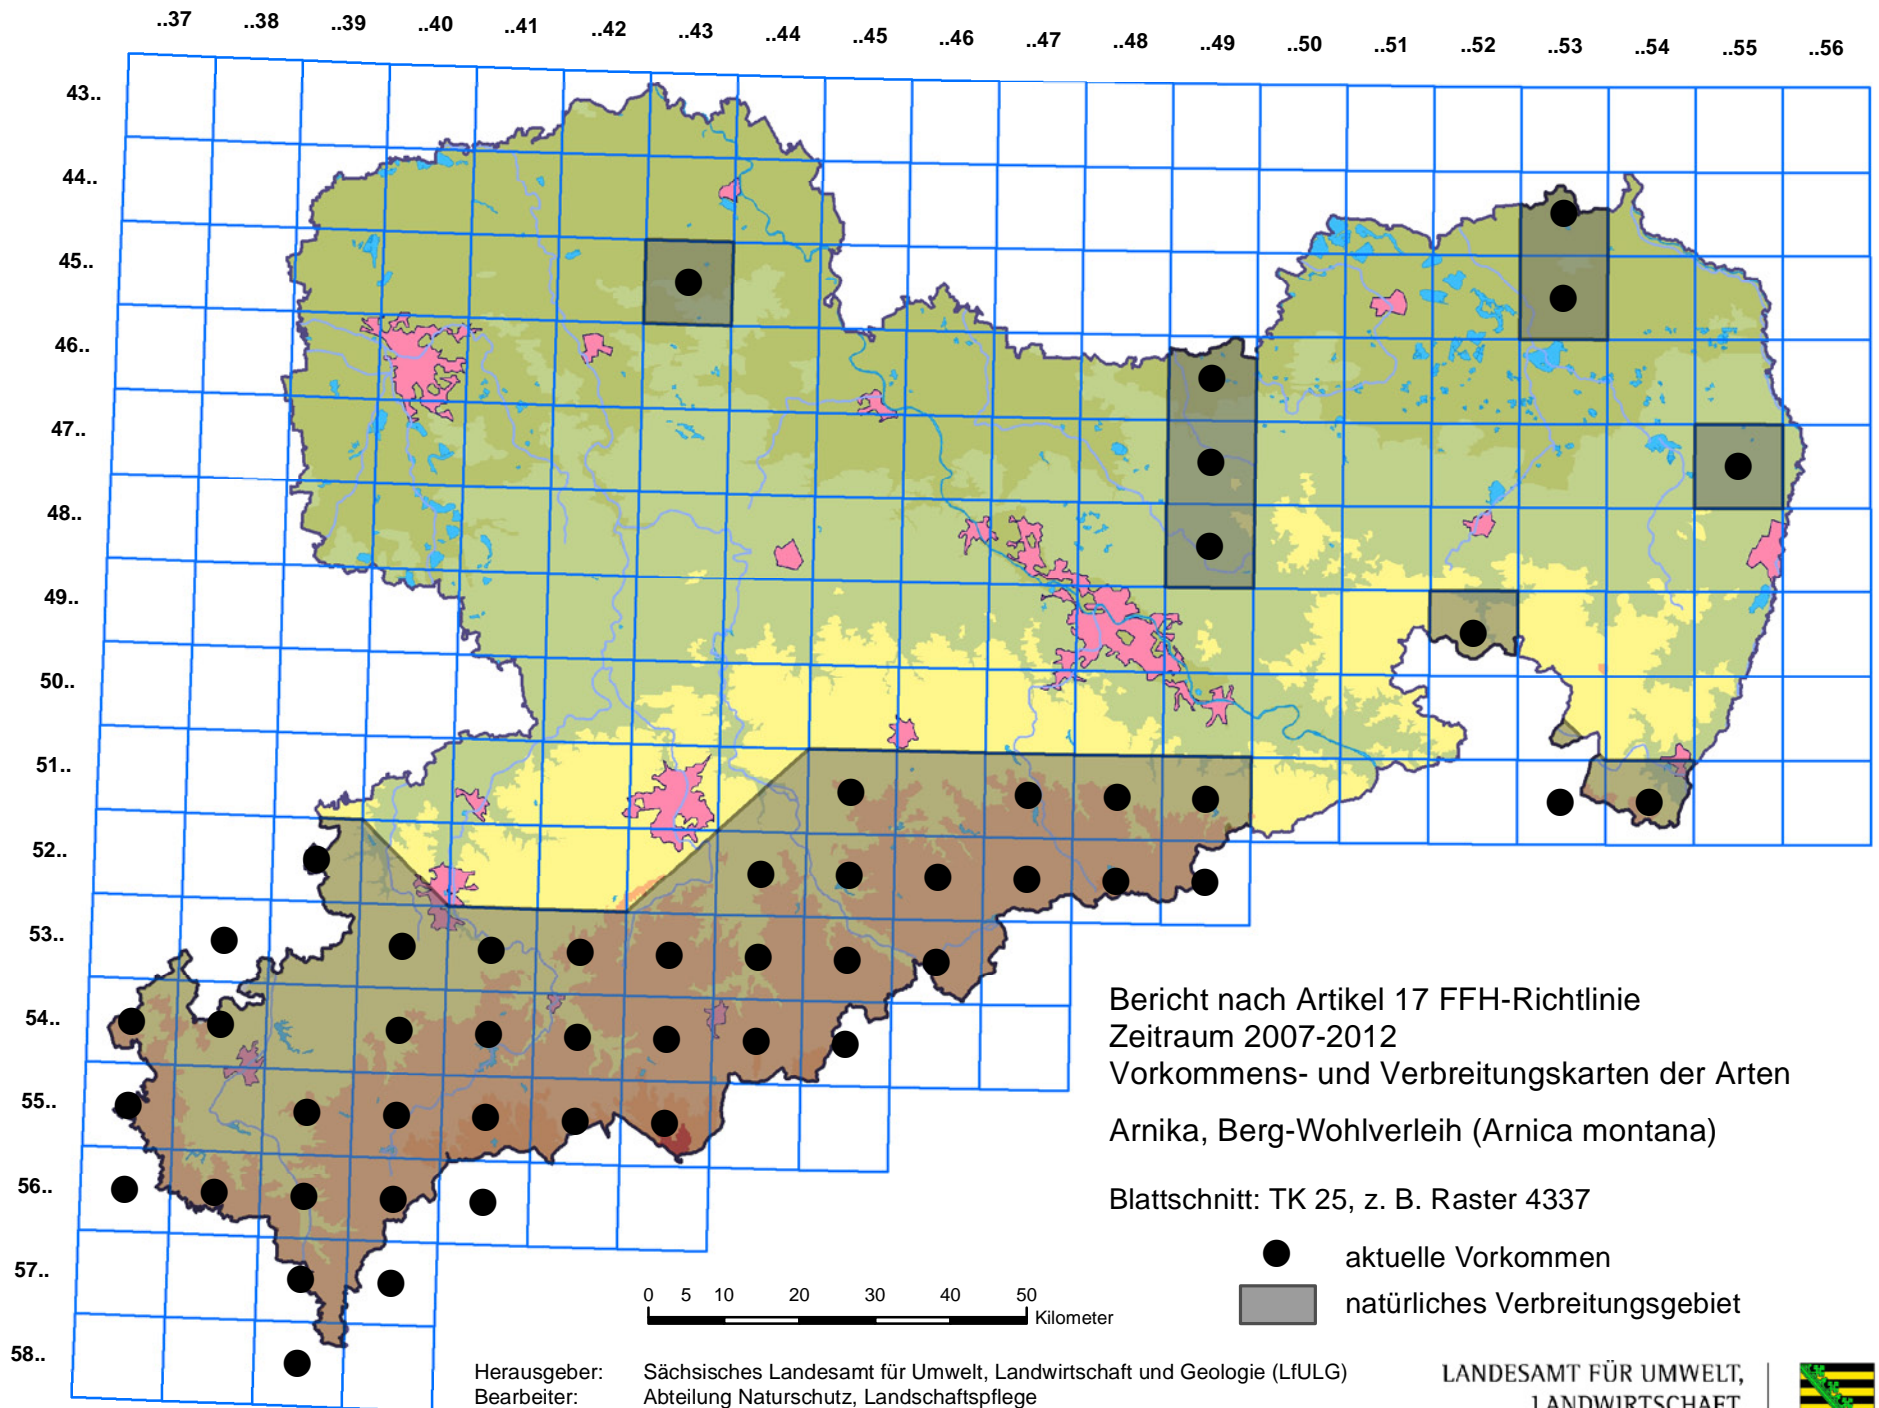 ..37 ..38 ..39 ..40 ..41 ..42 ..43 ..44 ..45 ..46 ..47 ..48 ..49 ..50 ..51 ..52 ..53 ..54 ..55 ..56
43..
44..
45..
46..
47..
48..
49..
50..
51..
52..
53..
54..
55..
56..
57..
58..
Bericht nach Artikel 17 FFH-Richtlinie
Zeitraum 2007-2012
Vorkommens- und Verbreitungskarten der Arten
Arnika, Berg-Wohlverleih (Arnica montana)
Blattschnitt: TK 25, z. B. Raster 4337
aktuelle Vorkommen
natürliches Verbreitungsgebiet
0 5 10 20 30 40 50
Kilometer
Herausgeber: Sächsisches Landesamt für Umwelt, Landwirtschaft und Geologie (LfULG)
Bearbeiter: Abteilung Naturschutz, Landschaftspflege
LANDESAMT FÜR UMWELT,
LANDWIRTSCHAFT